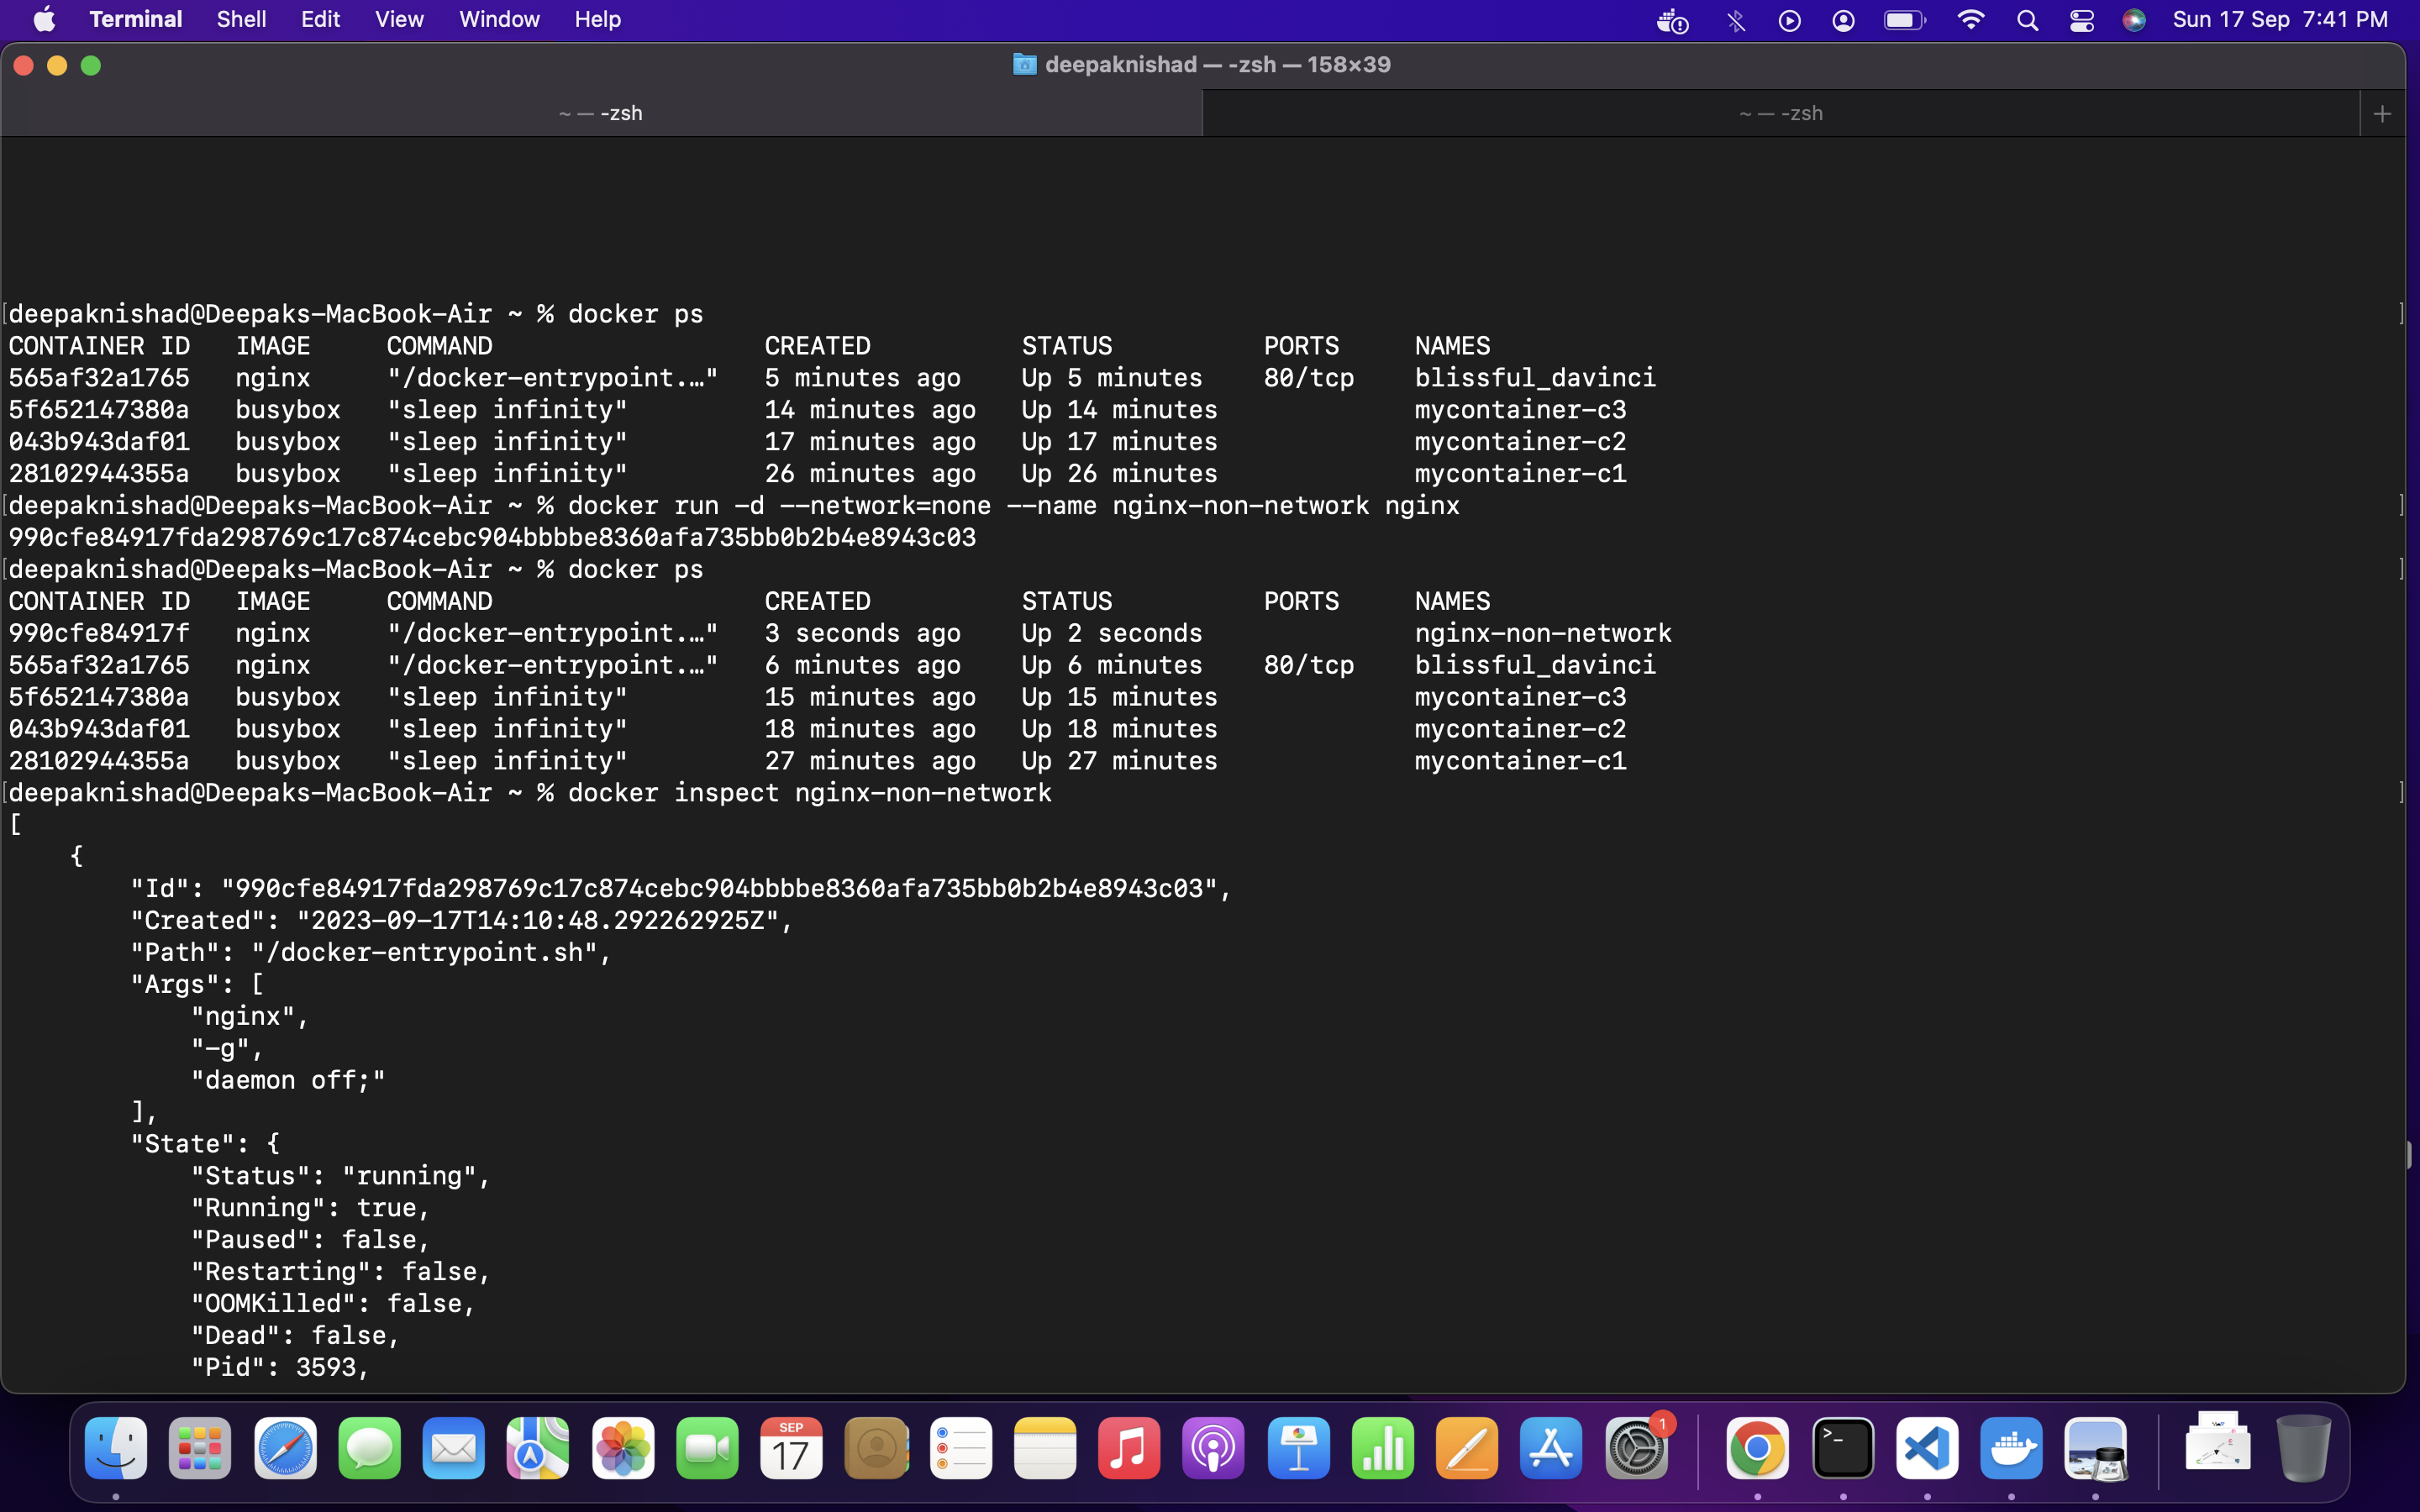 Terminal Shell Edit View Window Help Sun 17 Sep 7:41 PM
deepaknishad — -zsh — 158×39
~ — -zsh ~ — -zsh +
[deepaknishad@Deepaks-MacBook-Air ~ % docker ps ]
CONTAINER ID IMAGE COMMAND CREATED STATUS PORTS NAMES
565af32a1765 nginx "/docker-entrypoint.…" 5 minutes ago Up 5 minutes 80/tcp blissful_davinci
5f652147380a busybox "sleep infinity" 14 minutes ago Up 14 minutes mycontainer-c3
043b943daf01 busybox "sleep infinity" 17 minutes ago Up 17 minutes mycontainer-c2
28102944355a busybox "sleep infinity" 26 minutes ago Up 26 minutes mycontainer-c1
[deepaknishad@Deepaks-MacBook-Air ~ % docker run -d --network=none --name nginx-non-network nginx ]
990cfe84917fda298769c17c874cebc904bbbbe8360afa735bb0b2b4e8943c03
[deepaknishad@Deepaks-MacBook-Air ~ % docker ps ]
CONTAINER ID IMAGE COMMAND CREATED STATUS PORTS NAMES
990cfe84917f nginx "/docker-entrypoint.…" 3 seconds ago Up 2 seconds nginx-non-network
565af32a1765 nginx "/docker-entrypoint.…" 6 minutes ago Up 6 minutes 80/tcp blissful_davinci
5f652147380a busybox "sleep infinity" 15 minutes ago Up 15 minutes mycontainer-c3
043b943daf01 busybox "sleep infinity" 18 minutes ago Up 18 minutes mycontainer-c2
28102944355a busybox "sleep infinity" 27 minutes ago Up 27 minutes mycontainer-c1
[deepaknishad@Deepaks-MacBook-Air ~ % docker inspect nginx-non-network ]
[
{
"Id": "990cfe84917fda298769c17c874cebc904bbbbe8360afa735bb0b2b4e8943c03",
"Created": "2023-09-17T14:10:48.292262925Z",
"Path": "/docker-entrypoint.sh",
"Args": [
"nginx",
"-g",
"daemon off;"
],
"State": {
"Status": "running",
"Running": true,
"Paused": false,
"Restarting": false,
"OOMKilled": false,
"Dead": false,
"Pid": 3593,
SEP
17
1
>_